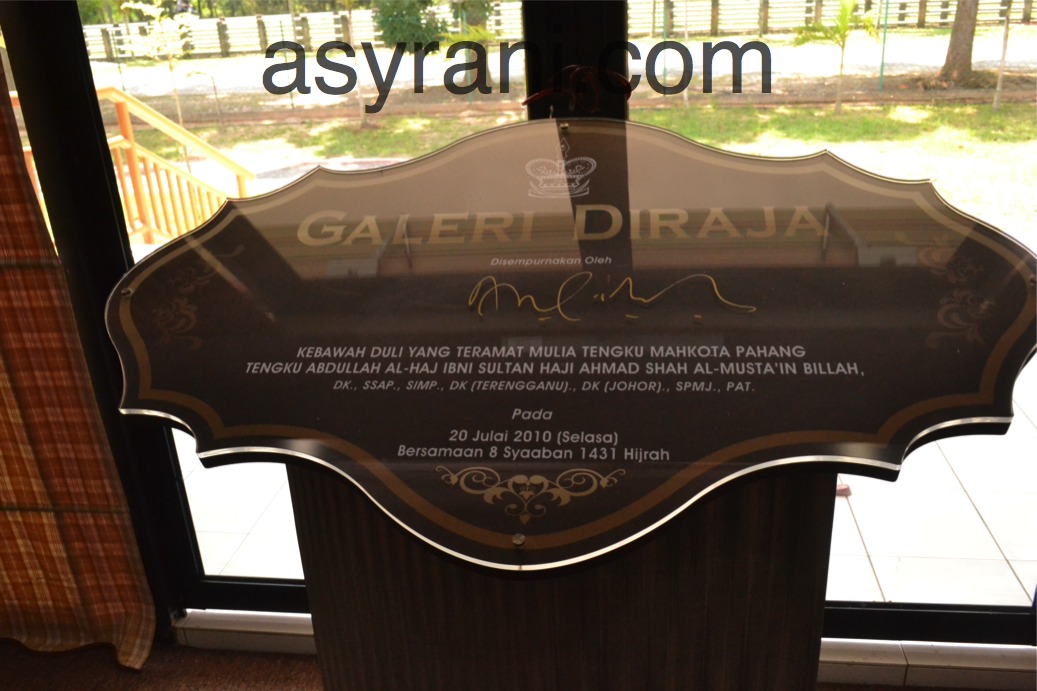 asyrani.com
GALERI DIRAJA
Disempurnakan Oleh
KEBAWAH DULI YANG TERAMAT MULIA TENGKU MAHKOTA PAHANG
TENGKU ABDULLAH AL-HAJ IBNI SULTAN HAJI AHMAD SHAH AL-MUSTA'IN BILLAH,
DK., SSAP., SIMP., DK (TERENGGANU)., DK (JOHOR)., SPMJ., PAT.
Pada
20 Julai 2010 (Selasa)
Bersamaan 8 Syaaban 1431 Hijrah